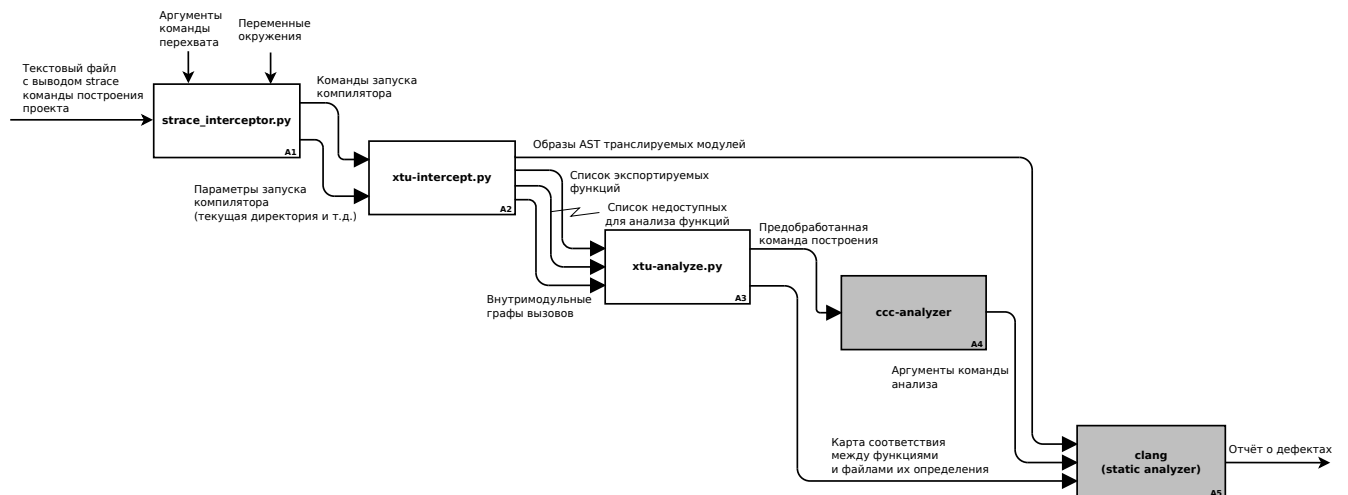 Аргументы
команды
перехвата
Переменные
окружения
Текстовый файл
с выводом strace
команды построения
проекта
strace_interceptor.py
A1
Команды запуска
компилятора
Параметры запуска
компилятора
(текущая директория и т.д.)
xtu-intercept.py
A2
Образы AST транслируемых модулей
Список экспортируемых
функций
Список недоступных
для анализа функций
Внутримодульные
графы вызовов
xtu-analyze.py
A3
Предобработанная
команда построения
ccc-analyzer
A4
Аргументы команды
анализа
Карта соответствия
между функциями
и файлами их определения
clang
(static analyzer)
A5
Отчёт о дефектах